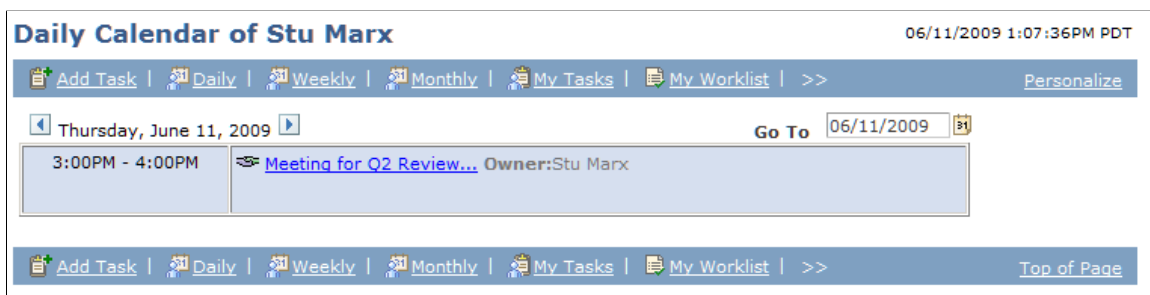 Daily Calendar of Stu Marx 06/11/2009 1:07:36PM PDT
Add Task | Daily | Weekly | Monthly | My Tasks | My Worklist | >> Personalize
Thursday, June 11, 2009 Go To 06/11/2009
3:00PM - 4:00PM Meeting for Q2 Review... Owner:Stu Marx
Add Task | Daily | Weekly | Monthly | My Tasks | My Worklist | >> Top of Page